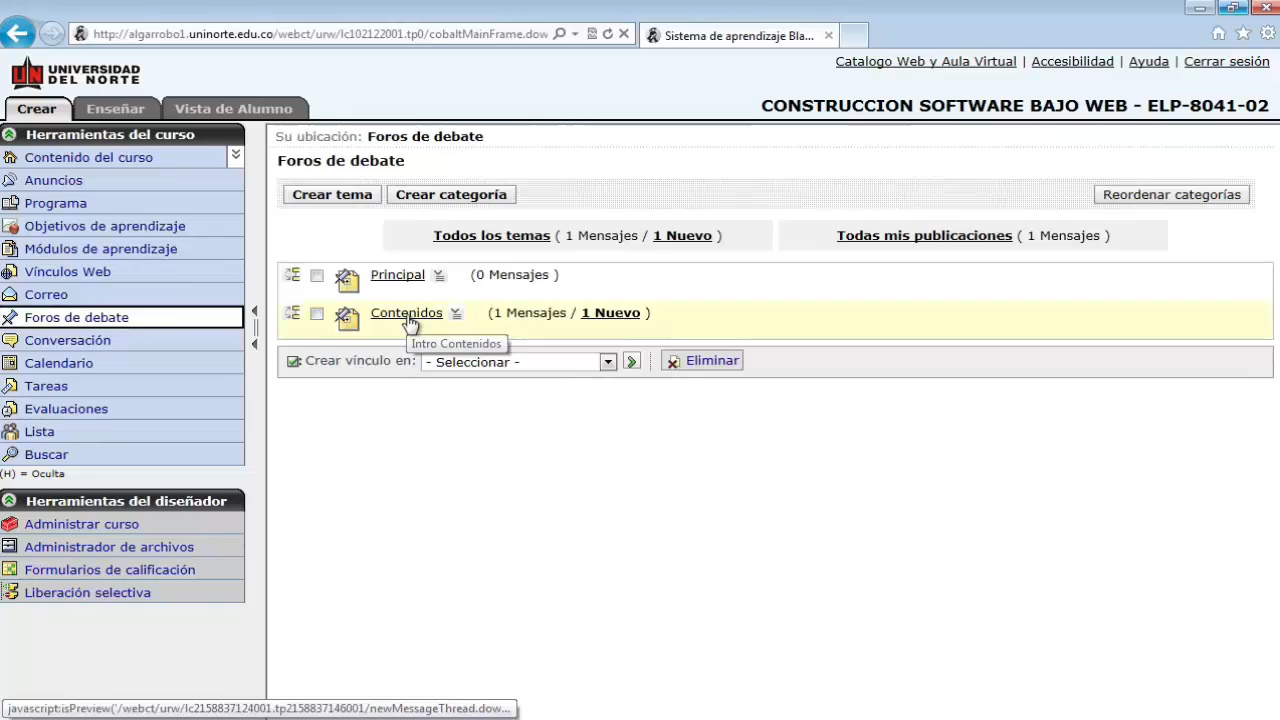 http://algarrobo1.uninorte.edu.co/webct/urw/lc102122001.tp0/cobaltMainFrame.dow
Sistema de aprendizaje Bla...
UN UNIVERSIDAD DEL NORTE
Catalogo Web y Aula Virtual | Accesibilidad | Ayuda | Cerrar sesión
Crear Enseñar Vista de Alumno
CONSTRUCCION SOFTWARE BAJO WEB - ELP-8041-02
Herramientas del curso
Contenido del curso
Anuncios
Programa
Objetivos de aprendizaje
Módulos de aprendizaje
Vínculos Web
Correo
Foros de debate
Conversación
Calendario
Tareas
Evaluaciones
Lista
Buscar
(H) = Oculta
Herramientas del diseñador
Administrar curso
Administrador de archivos
Formularios de calificación
Liberación selectiva
Su ubicación: Foros de debate
Foros de debate
Crear tema Crear categoría Reordenar categorías
Todos los temas ( 1 Mensajes / 1 Nuevo ) Todas mis publicaciones ( 1 Mensajes )
Principal (0 Mensajes )
Contenidos (1 Mensajes / 1 Nuevo )
Intro Contenidos
Crear vínculo en: - Seleccionar - Eliminar
javascript:isPreview('/webct/urw/lc2158837124001.tp2158837146001/newMessageThread.dow...